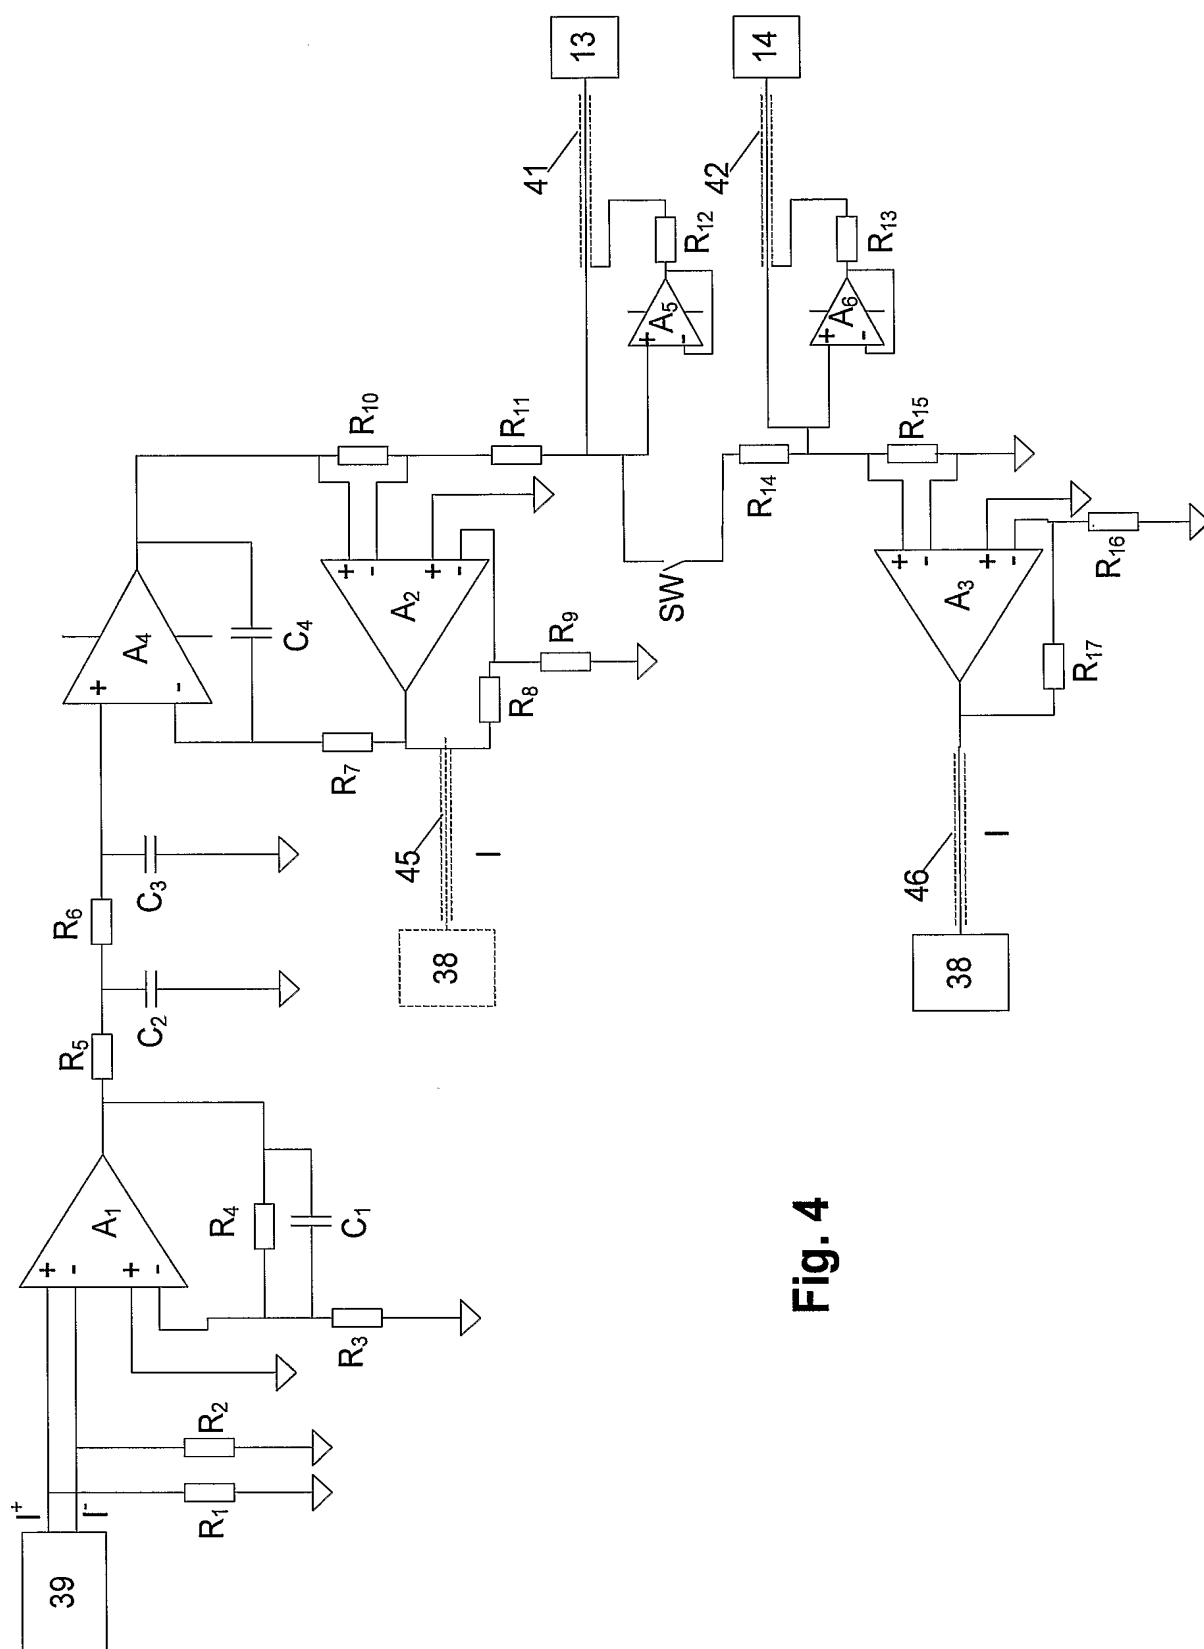 39
I+
I-
R1
R2
+
-
+
-
A1
R3
R4
C1
R5
C2
R6
C3
+
-
A4
C4
R7
+
-
+
-
A2
R8
R9
45
I
38
R10
R11
41
13
+
-
A5
R12
SW
R14
42
14
+
-
A6
R13
R15
+
-
+
-
A3
R16
R17
46
I
38
Fig. 4